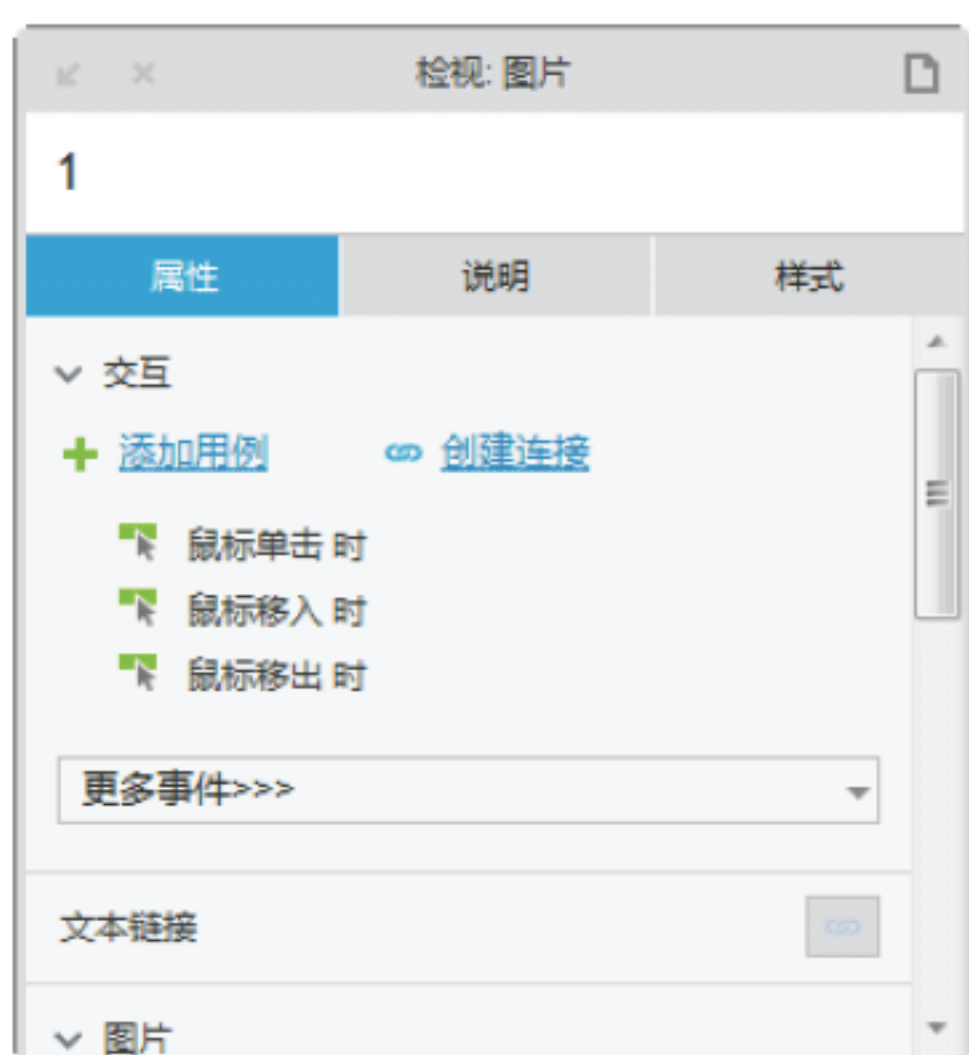 检视: 图片
1
属性 说明 样式
交互
添加用例 创建连接
鼠标单击 时
鼠标移入 时
鼠标移出 时
更多事件>>>
文本链接
图片